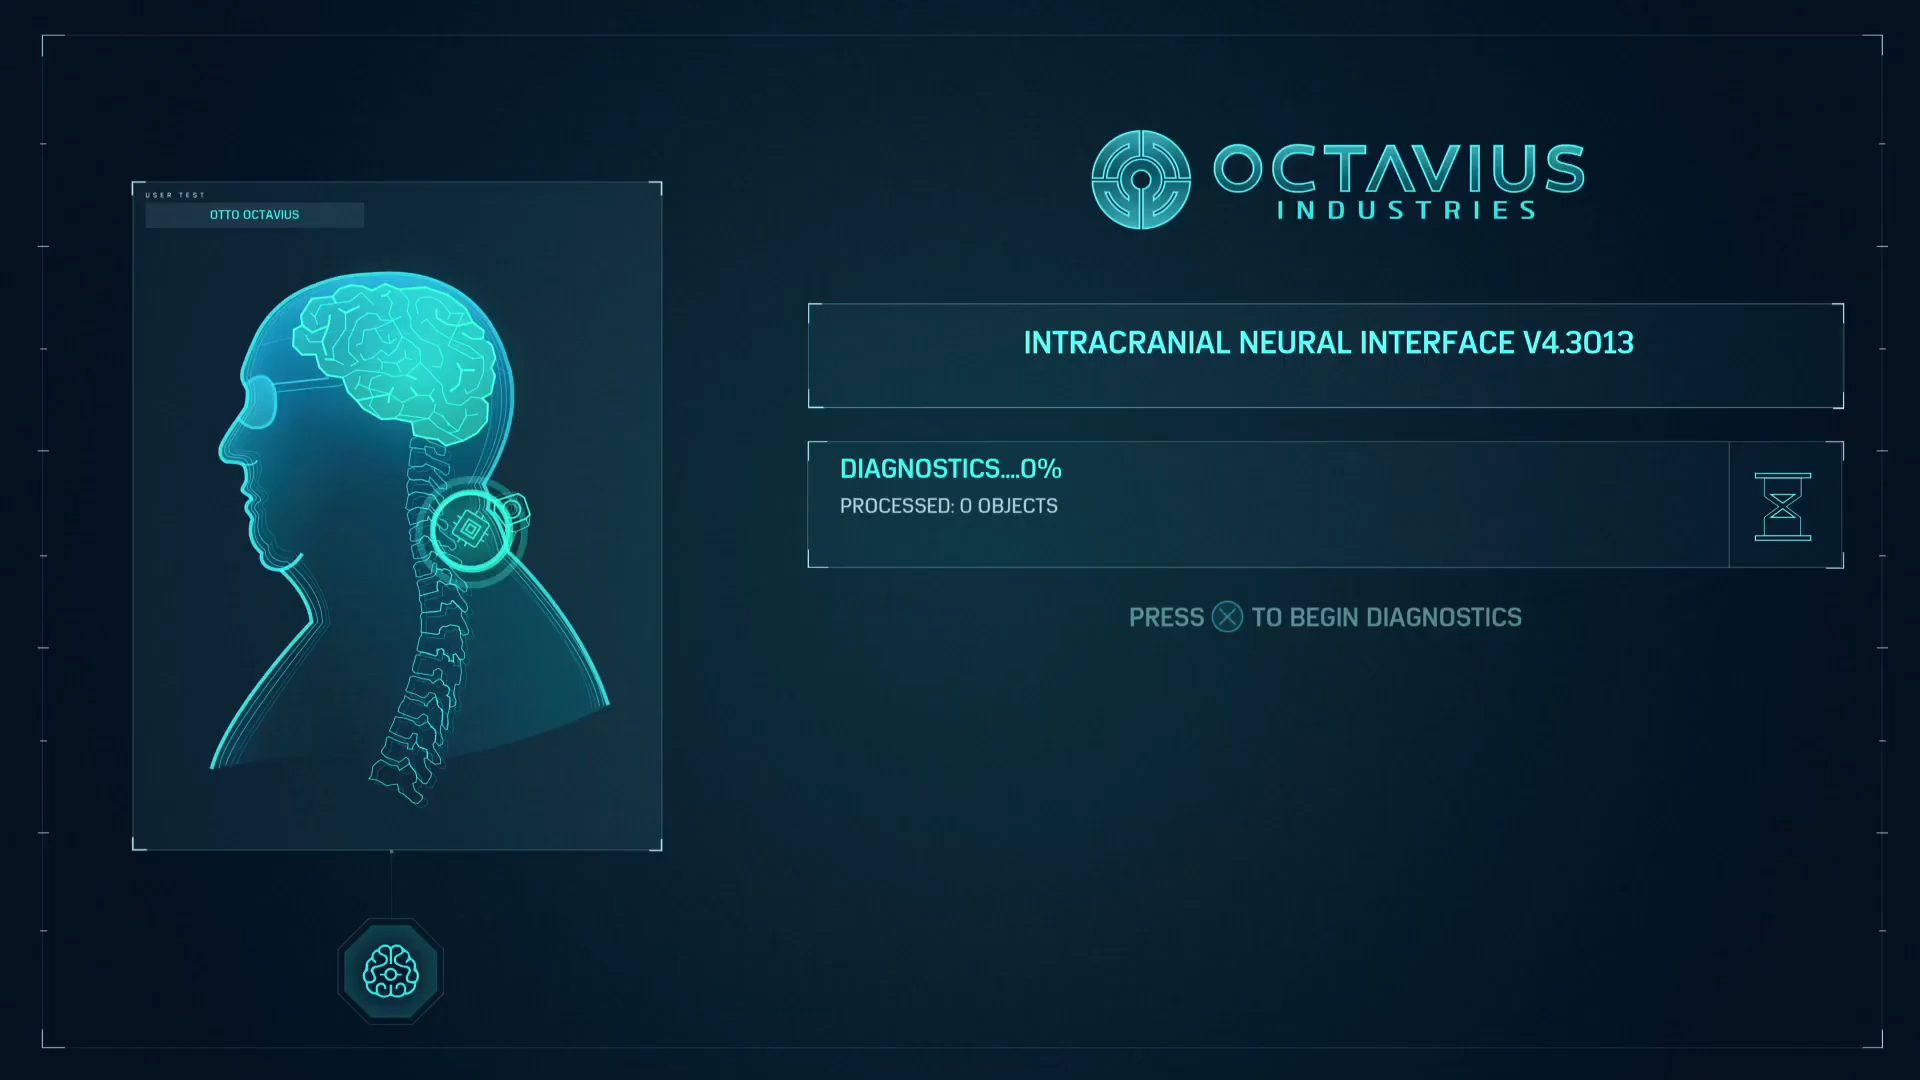 USER TEST
OTTO OCTAVIUS
OCTAVIUS
INDUSTRIES
INTRACRANIAL NEURAL INTERFACE V4.3013
DIAGNOSTICS....0%
PROCESSED: 0 OBJECTS
PRESS TO BEGIN DIAGNOSTICS